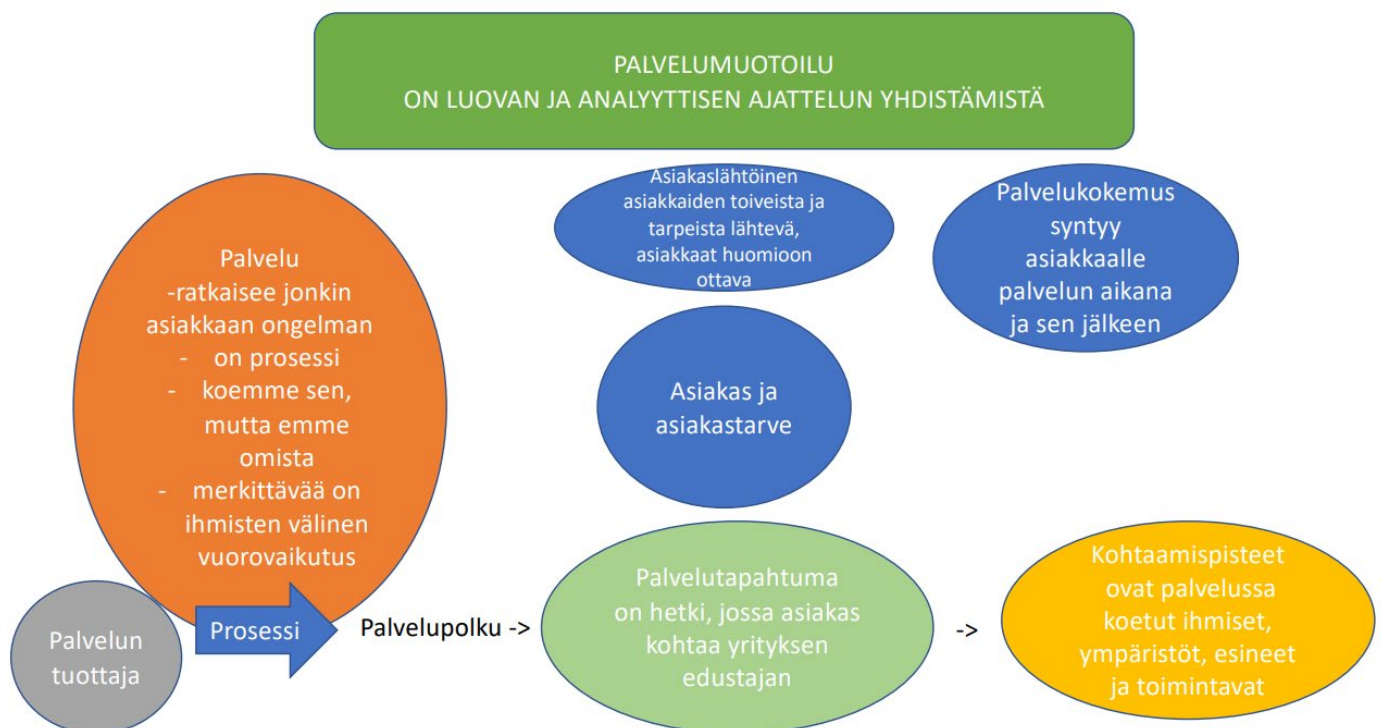 PALVELUMUOTOILU
ON LUOVAN JA ANALYYTTISEN AJATTELUN YHDISTÄMISTÄ
Palvelu
-ratkaisee jonkin
asiakkaan ongelman
- on prosessi
- koemme sen,
mutta emme
omista
- merkittävää on
ihmisten välinen
vuorovaikutus
Asiakaslähtöinen
asiakkaiden toiveista ja
tarpeista lähtevä,
asiakkaat huomioon
ottava
Palvelukokemus
syntyy
asiakkaalle
palvelun aikana
ja sen jälkeen
Asiakas ja
asiakastarve
Palvelun
tuottaja
Prosessi
Palvelupolku ->
Palvelutapahtuma
on hetki, jossa asiakas
kohtaa yrityksen
edustajan
->
Kohtaamispisteet
ovat palvelussa
koetut ihmiset,
ympäristöt, esineet
ja toimintavat